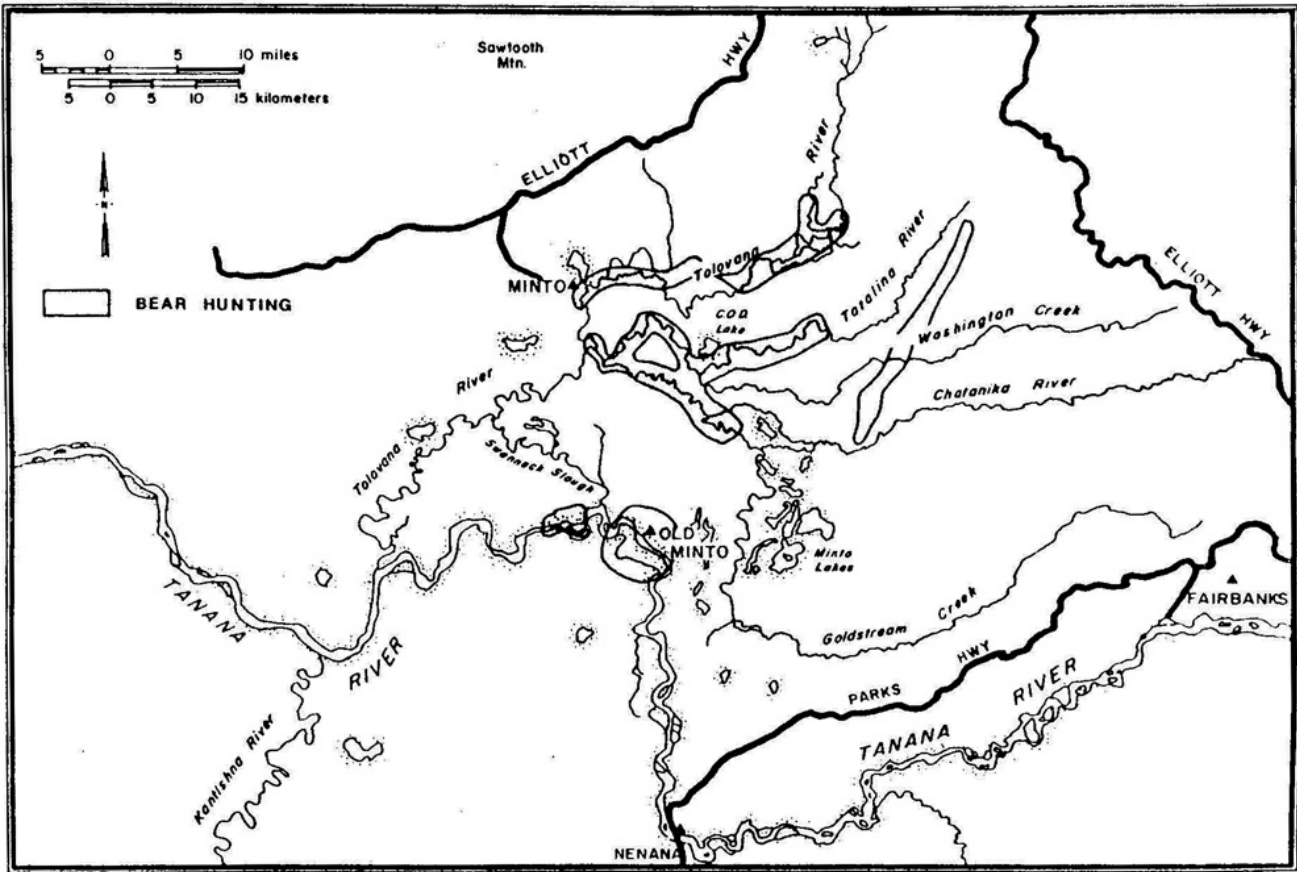 5 0 5 10 miles
5 0 5 10 15 kilometers
Sawtooth
Mtn.
HWY
ELLIOTT
River
N
BEAR HUNTING
MINTO
Tolovana
Tatalina
River
ELLIOTT
HWY
C.O.D.
Lake
Washington Creek
Chatanika River
River
Tolovana
Swanneck Slough
OLD
MINTO
Minto
Lakes
TANANA
RIVER
Goldstream Creek
FAIRBANKS
PARKS
HWY
TANANA
RIVER
Kantishna River
NENANA